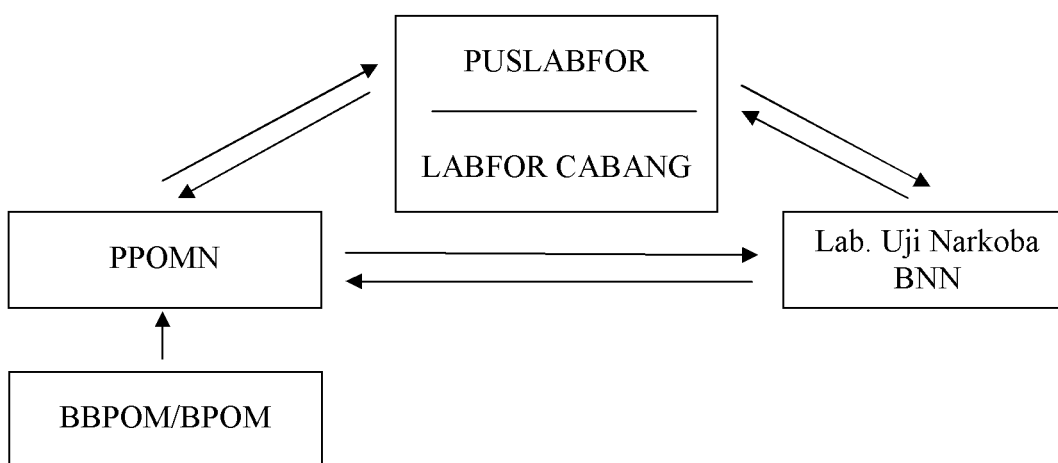 PUSLABFOR
LABFOR CABANG
PPOMN
Lab. Uji Narkoba
BNN
BBPOM/BPOM